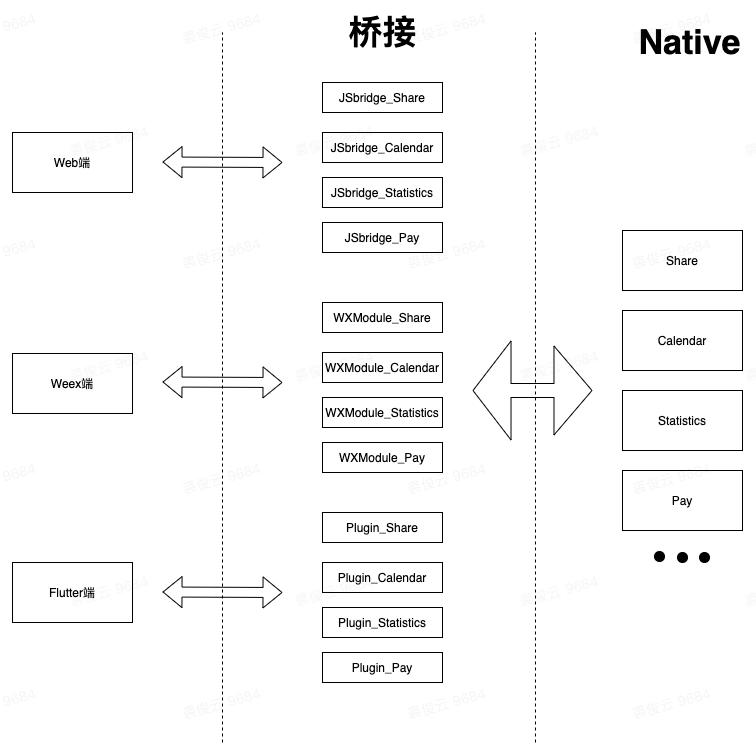 桥接
Native
JSbridge_Share
JSbridge_Calendar
JSbridge_Statistics
JSbridge_Pay
Web端
WXModule_Share
WXModule_Calendar
WXModule_Statistics
WXModule_Pay
Weex端
Plugin_Share
Plugin_Calendar
Plugin_Statistics
Plugin_Pay
Flutter端
Share
Calendar
Statistics
Pay